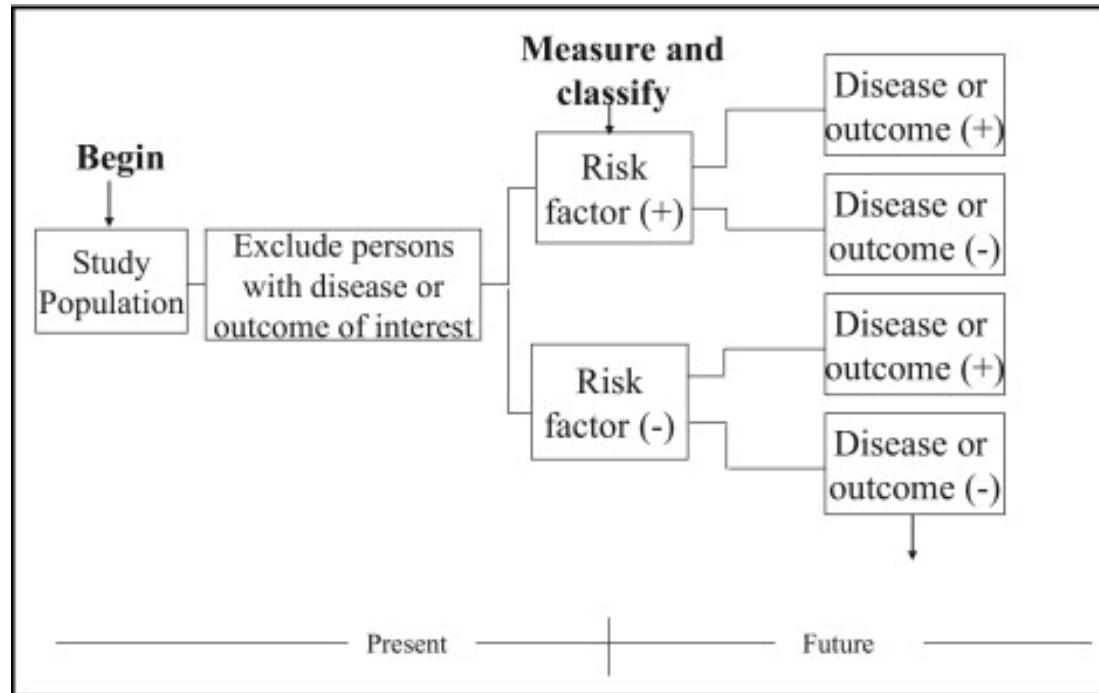 Begin
Study
Population
Exclude persons
with disease or
outcome of interest
Measure and
classify
Risk
factor (+)
Risk
factor (-)
Disease or
outcome (+)
Disease or
outcome (-)
Disease or
outcome (+)
Disease or
outcome (-)
Present
Future